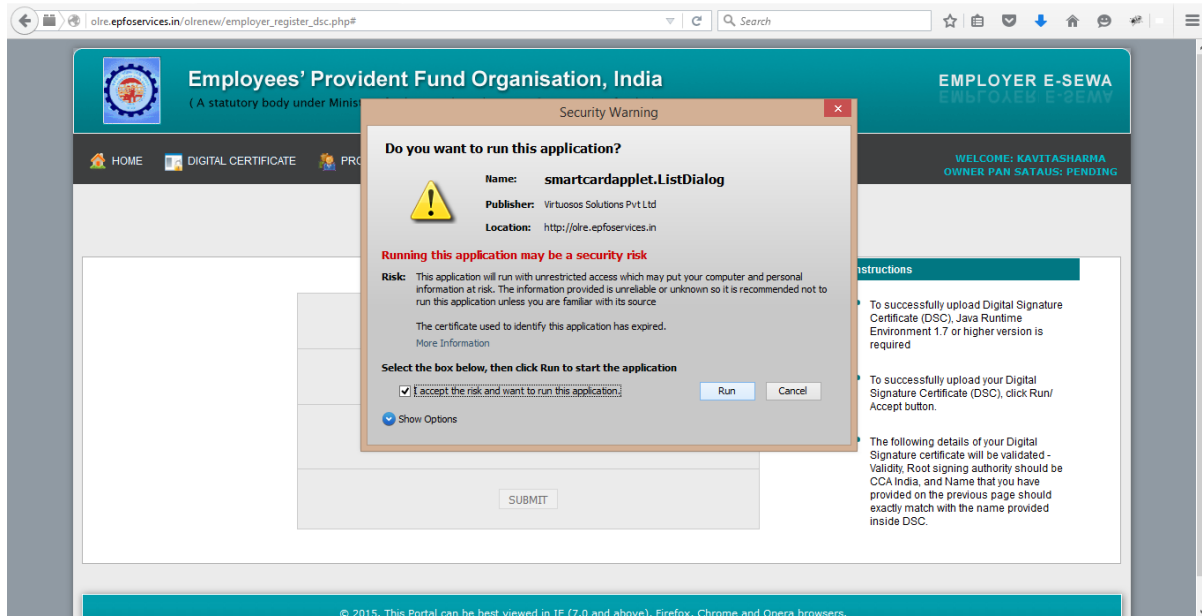 olre.epfoservices.in/olrenew/employer_register_dsc.php#
Search
Employees' Provident Fund Organisation, India
( A statutory body under Minis
EMPLOYER E-SEWA
HOME
DIGITAL CERTIFICATE
PRO
WELCOME: KAVITASHARMA
OWNER PAN SATAUS: PENDING
Security Warning
Do you want to run this application?
Name: smartcardapplet.ListDialog
Publisher: Virtuosos Solutions Pvt Ltd
Location: http://olre.epfoservices.in
Running this application may be a security risk
Risk: This application will run with unrestricted access which may put your computer and personal
information at risk. The information provided is unreliable or unknown so it is recommended not to
run this application unless you are familiar with its source
The certificate used to identify this application has expired.
More Information
Select the box below, then click Run to start the application
I accept the risk and want to run this application.
Run
Cancel
Show Options
SUBMIT
nstructions
To successfully upload Digital Signature
Certificate (DSC), Java Runtime
Environment 1.7 or higher version is
required
To successfully upload your Digital
Signature Certificate (DSC), click Run/
Accept button.
The following details of your Digital
Signature certificate will be validated -
Validity, Root signing authority should be
CCA India, and Name that you have
provided on the previous page should
exactly match with the name provided
inside DSC.
© 2015. This Portal can be best viewed in IE (7.0 and above), Firefox, Chrome and Opera browsers.